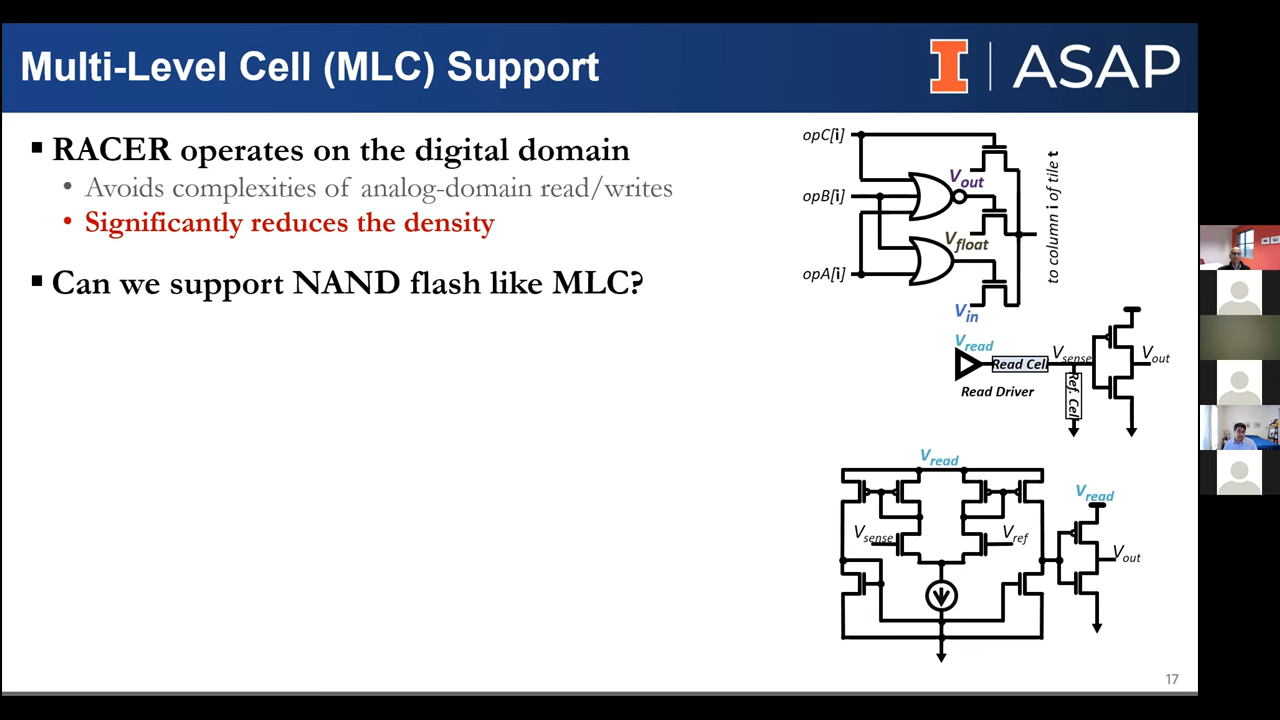 Multi-Level Cell (MLC) Support
I ASAP
▪ RACER operates on the digital domain
• Avoids complexities of analog-domain read/writes
• Significantly reduces the density
▪ Can we support NAND flash like MLC?
opC[i]
Vout
opB[i]
Vfloat
opA[i]
Vin
to column i of tile t
Vread
Read Cell
Vsense
Vout
Ref. Cell
Read Driver
Vread
Vread
Vsense
Vref
Vout
17